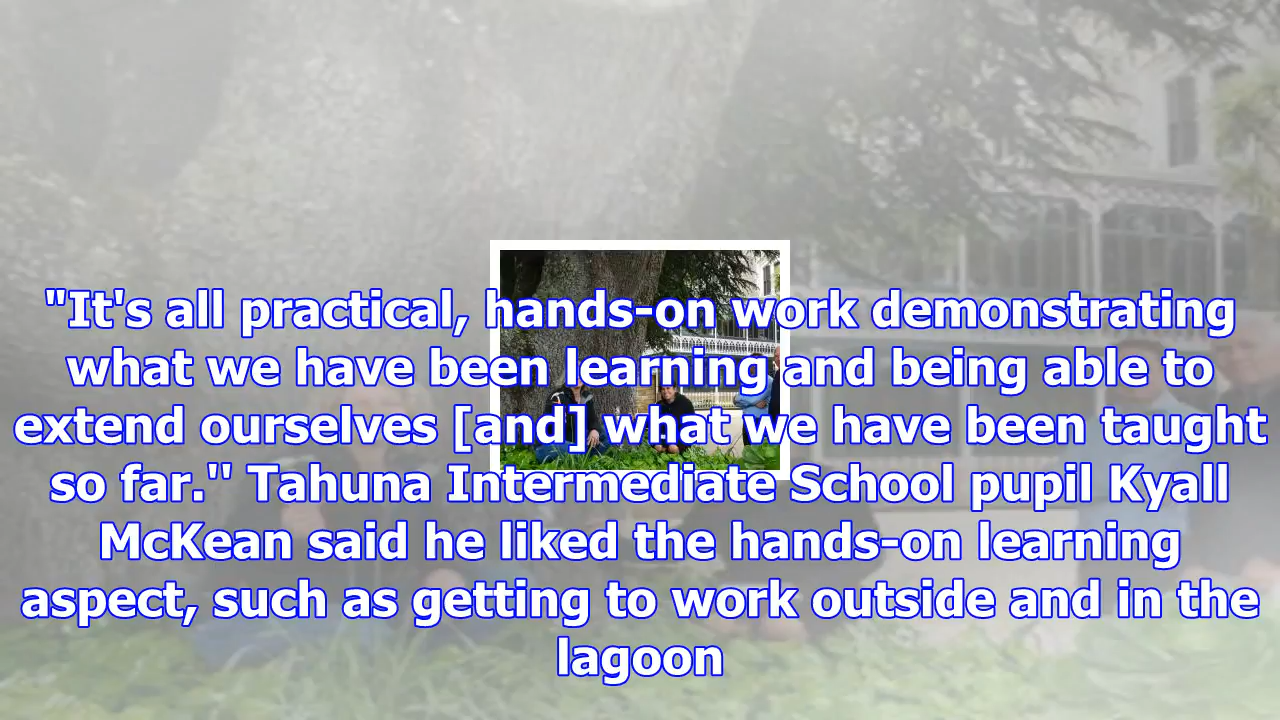 "It's all practical, hands-on work demonstrating
what we have been learning and being able to
extend ourselves [and] what we have been taught
so far.'' Tahuna Intermediate School pupil Kyall
McKean said he liked the hands-on learning
aspect, such as getting to work outside and in the
lagoon